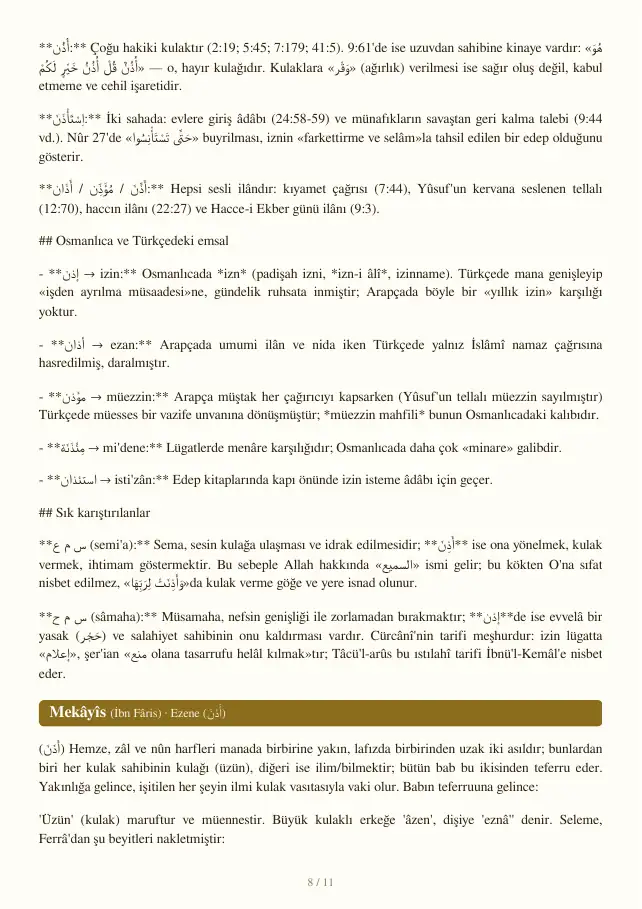 **أُذُن:** Çoğu hakiki kulaktır (2:19; 5:45; 7:179; 41:5). 9:61'de ise uzuvdan sahibine kinaye vardır: «هُوَ
أُذُنٌ قُلْ أُذُنُ خَيْرٍ لَكُمْ» — o, hayır kulağıdır. Kulaklara «وَقْر» (ağırlık) verilmesi ise sağır oluş değil, kabul
etmeme ve cehil işaretidir.
**اِسْتَأْذَنَ:** İki sahada: evlere giriş âdâbı (24:58-59) ve münafıkların savaştan geri kalma talebi (9:44
vd.). Nûr 27'de «حَتّٰى تَسْتَأْنِسُوا» buyrilması, iznin «farkettirme ve selâm»la tahsil edilen bir edep olduğunu
gösterir.
**أَذَّنَ / مُؤَذِّن / أَذَان:** Hepsi sesli ilândır: kıyamet çağrısı (7:44), Yûsuf'un kervana seslenen tellalı
(12:70), haccın ilânı (22:27) ve Hacce-i Ekber günü ilânı (9:3).
## Osmanlıca ve Türkçedeki emsal
- **إذن → izin:** Osmanlıcada *izn* (padişah izni, *izn-i âlî*, izinname). Türkçede mana genişleyip
«işden ayrılma müsaadesi»ne, gündelik ruhsata inmiştir; Arapçada böyle bir «yıllık izin» karşılığı
yoktur.
- **أذان → ezan:** Arapçada umumi ilân ve nida iken Türkçede yalnız İslâmî namaz çağrısına
hasredilmiş, daralmıştır.
- **مؤذن → müezzin:** Arapça müştak her çağırıcıyı kapsarken (Yûsuf'un tellalı müezzin sayılmıştır)
Türkçede müesses bir vazife unvanına dönüşmüştür; *müezzin mahfili* bunun Osmanlıcadaki kalıbıdır.
- **مِئْذَنَة → mi'dene:** Lügatlerde menâre karşılığıdır; Osmanlıcada daha çok «minare» galibdir.
- **استئذان → isti'zân:** Edep kitaplarında kapı önünde izin isteme âdâbı için geçer.
## Sık karıştırılanlar
**س م ع (semi'a):** Sema, sesin kulağa ulaşması ve idrak edilmesidir; **أَذِنَ** ise ona yönelmek, kulak
vermek, ihtimam göstermektir. Bu sebeple Allah hakkında «السميع» ismi gelir; bu kökten O'na sıfat
nisbet edilmez, «وَأَذِنَتْ لِرَبِّهَا»da kulak verme göğe ve yere isnad olunur.
**س م ح (sâmaha):** Müsamaha, nefsin genişliği ile zorlamadan bırakmaktır; **إذن**de ise evvelâ bir
yasak (حَجْر) ve salahiyet sahibinin onu kaldırması vardır. Cürcânî'nin tarifi meşhurdur: izin lügatta
«إعلام», şer'ian «منع olana tasarrufu helâl kılmak»tır; Tâcü'l-arûs bu ıstılahî tarifi İbnü'l-Kemâl'e nisbet
eder.
Mekâyîs (İbn Fâris) · Ezene (أَذَنَ)
(أَذَنَ) Hemze, zâl ve nûn harfleri manada birbirine yakın, lafızda birbirinden uzak iki asıldır; bunlardan
biri her kulak sahibinin kulağı (üzün), diğeri ise ilim/bilmektir; bütün bab bu ikisinden teferru eder.
Yakınlığa gelince, işitilen her şeyin ilmi kulak vasıtasıyla vaki olur. Babın teferruuna gelince:
'Üzün' (kulak) maruftur ve müennestir. Büyük kulaklı erkeğe 'âzen', dişiye 'eznâ'' denir. Seleme,
Ferrâ'dan şu beyitleri nakletmiştir:
8 / 11